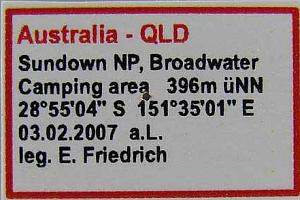 Australia - QLD
Sundown NP, Broadwater
Camping area 396m üNN
28°55'04" S 151°35'01" E
03.02.2007 a.L.
leg. E. Friedrich